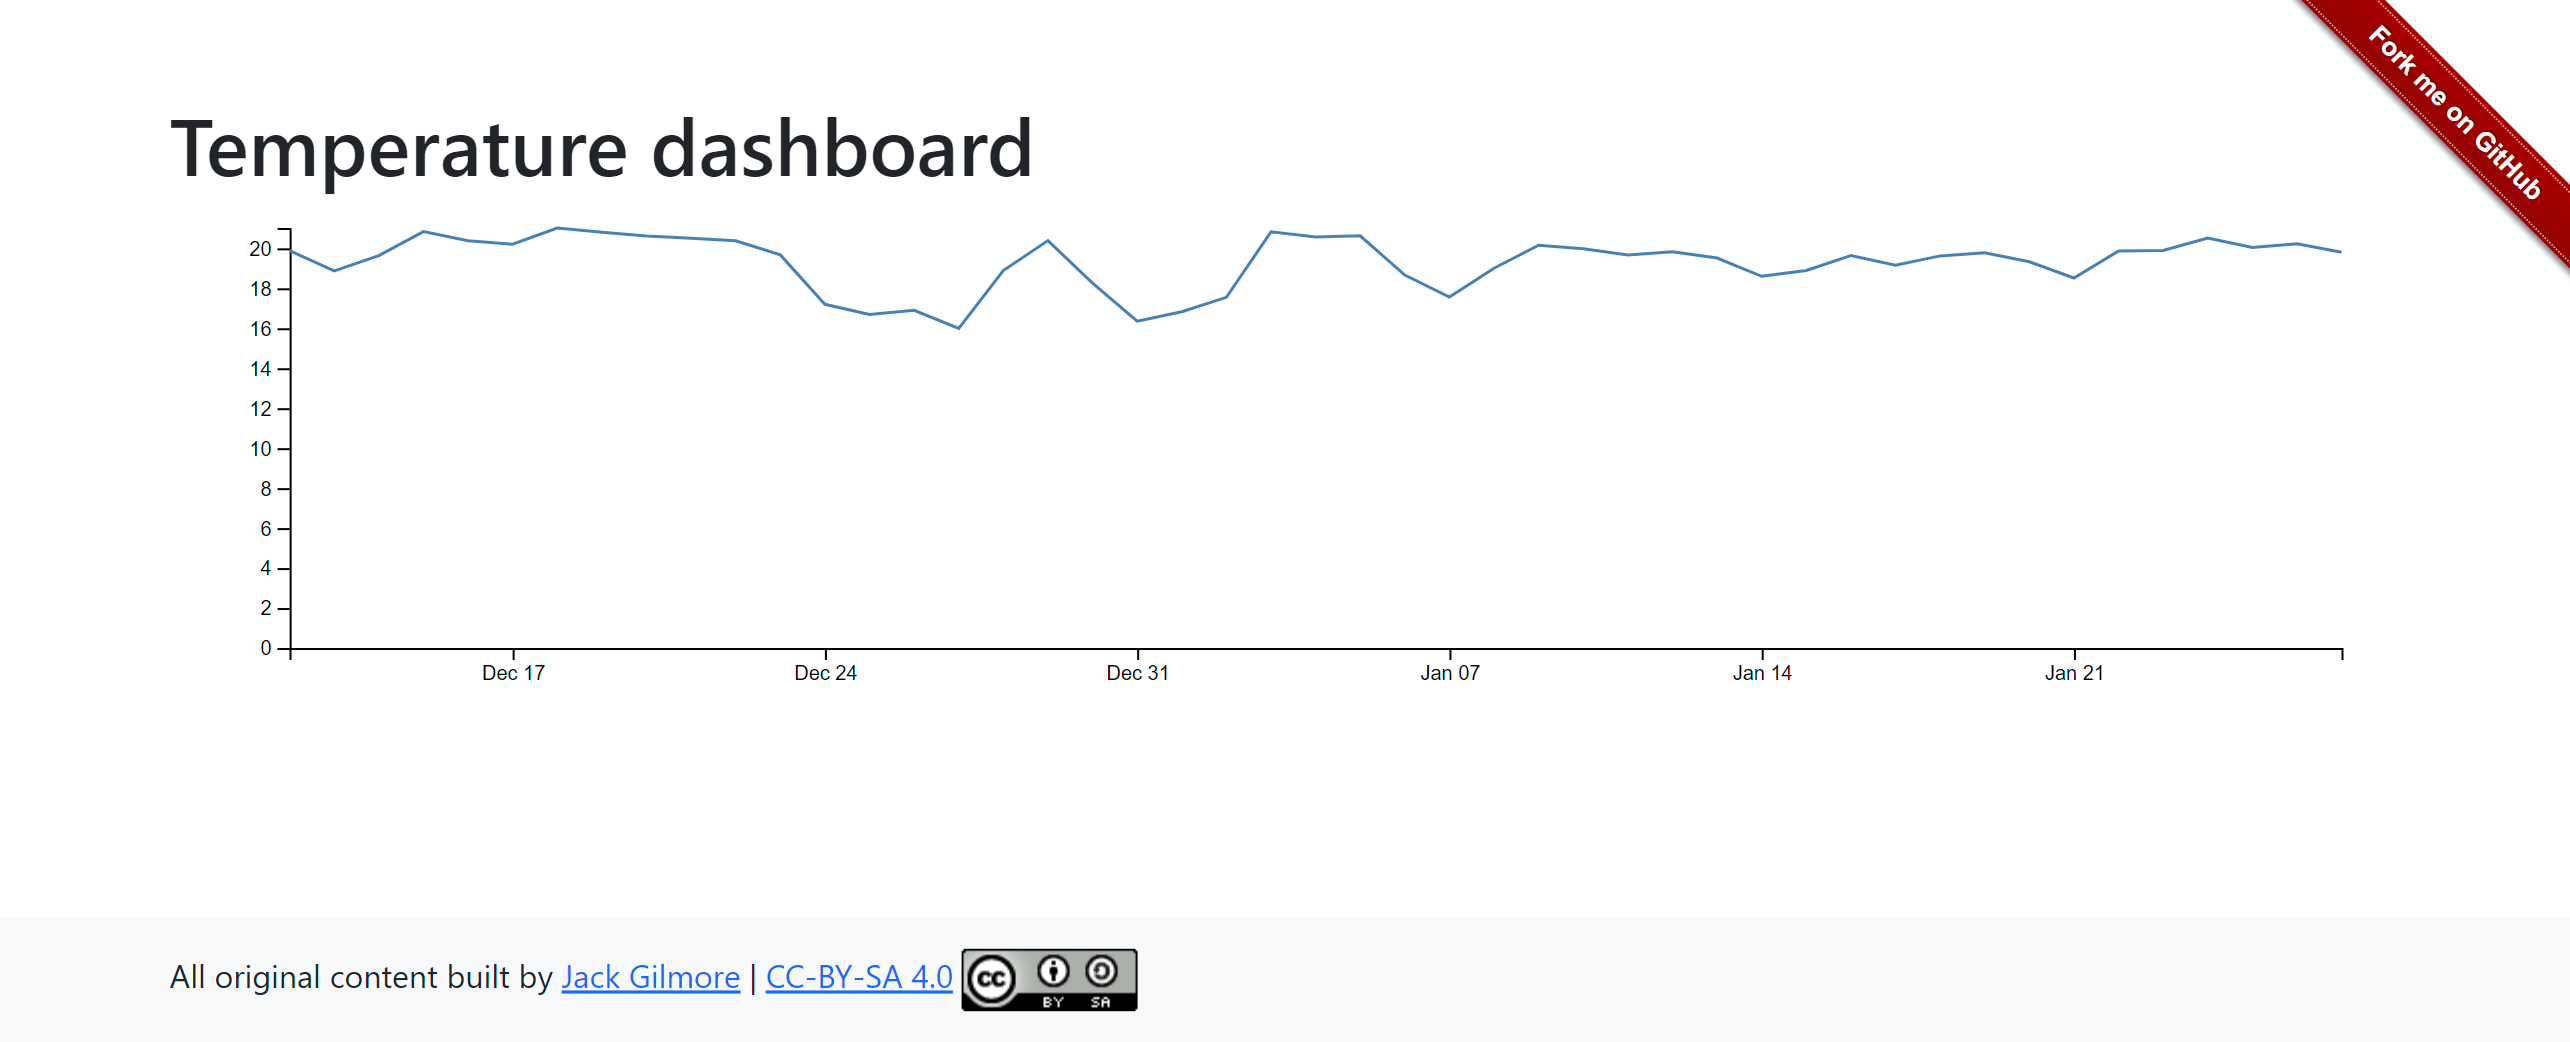 Fork me on GitHub
Temperature dashboard
20
18
16
14
12
10
8
6
4
2
0
Dec 17 Dec 24 Dec 31 Jan 07 Jan 14 Jan 21
All original content built by Jack Gilmore | CC-BY-SA 4.0 cc BY SA